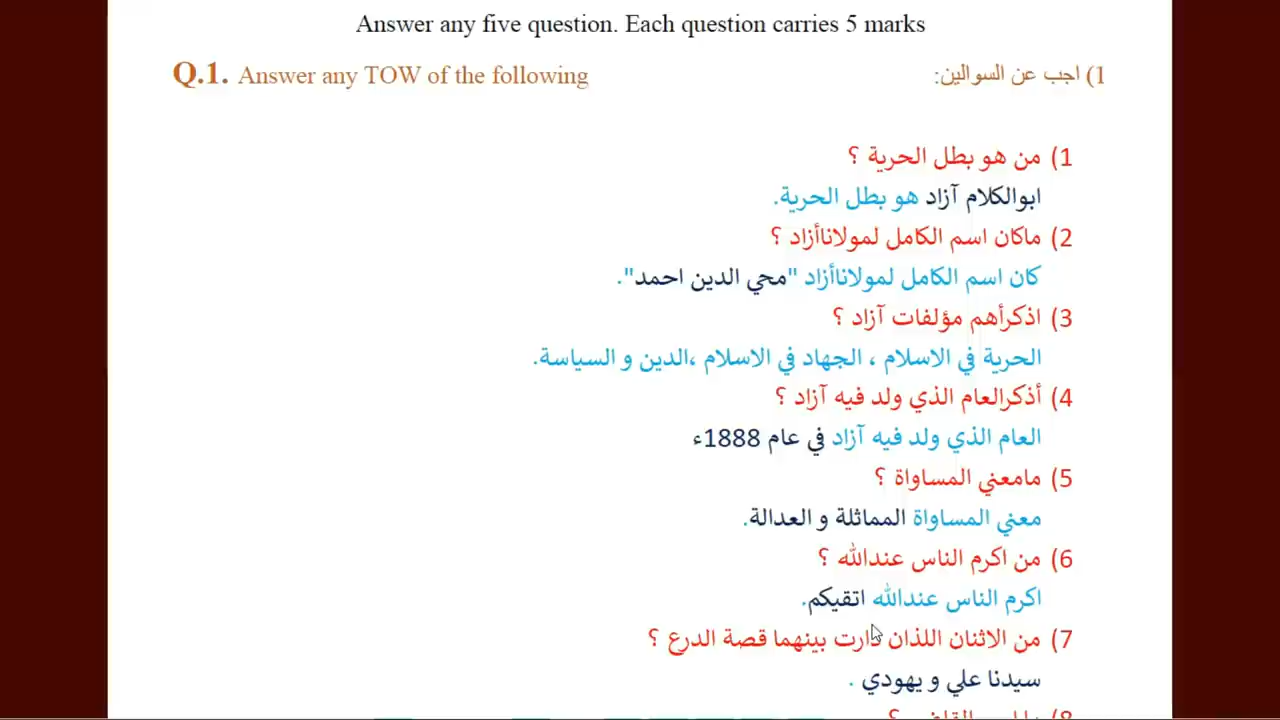 Answer any five question. Each question carries 5 marks
Q.1. Answer any TOW of the following
1) اجب عن السوالين:
1) من هو بطل الحرية ؟
ابوالكلام آزاد هو بطل الحرية.
2) ماكان اسم الكامل لمولاناأزاد ؟
كان اسم الكامل لمولاناأزاد "محي الدين احمد".
3) اذكرأهم مؤلفات آزاد ؟
الحرية في الاسلام ، الجهاد في الاسلام ،الدين و السياسة.
4) أذكرالعام الذي ولد فيه آزاد ؟
العام الذي ولد فيه آزاد في عام 1888ء
5) مامعني المساواة ؟
معني المساواة المماثلة و العدالة.
6) من اكرم الناس عندالله ؟
اكرم الناس عندالله اتقيكم.
7) من الاثنان اللذان دارت بينهما قصة الدرع ؟
سيدنا علي و يهودي .